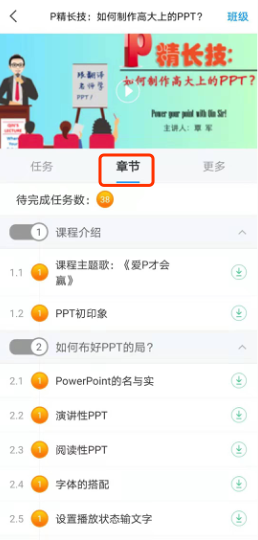 P精长技：如何制作高大上的PPT？
班级
P精长技：
如何制作高大上的PPT？
跟翻译
名师学
PPT！
Power your point with Qin Sir!
主讲人：覃 军
任务
章节
更多
待完成任务数：38
1 课程介绍
1.1 1 课程主题歌：《爱P才会
赢》
1.2 1 PPT初印象
2 如何布好PPT的局？
2.1 1 PowerPoint的名与实
2.2 1 演讲性PPT
2.3 1 阅读性PPT
2.4 1 字体的搭配
2.5 1 设置播放状态输文字